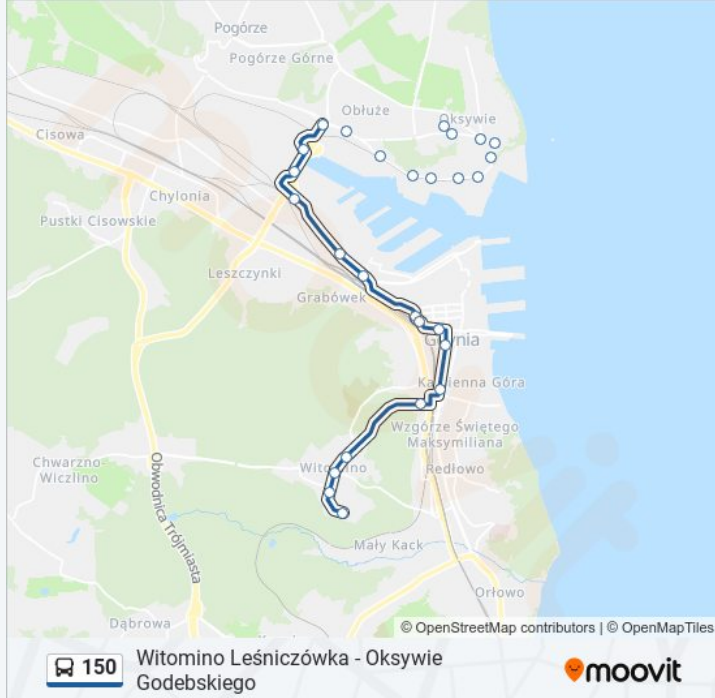 Pogórze
Pogórze Górne
Obłuże
Oksywie
Cisowa
Chylonia
Pustki Cisowskie
Leszczynki
Grabówek
Gdynia
Kamienna Góra
Wzgórze Świętego
Maksymiliana
Witomino
Redłowo
Chwarzno-
Wiczlino
Obwodnica Trójmiasta
Mały Kack
Orłowo
Dąbrowa
© OpenStreetMap contributors | © OpenMapTiles
150
Witomino Leśniczówka - Oksywie
Godebskiego
moovit